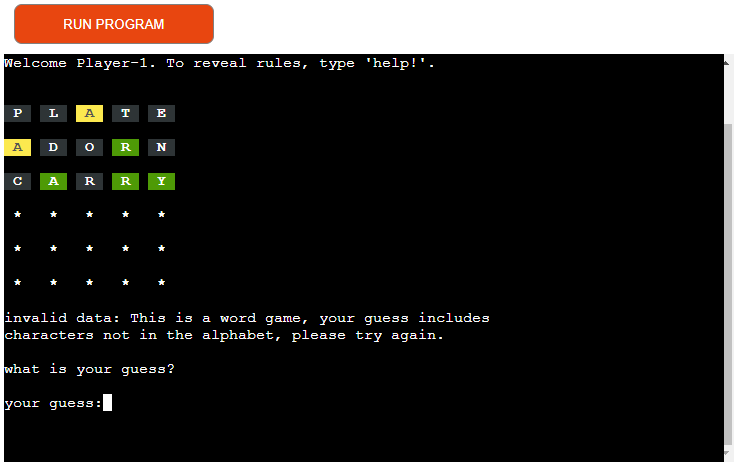 RUN PROGRAM
Welcome Player-1. To reveal rules, type 'help!'.
P L A T E
A D O R N
C A R R Y
* * * * *
* * * * *
* * * * *
invalid data: This is a word game, your guess includes
characters not in the alphabet, please try again.
what is your guess?
your guess: